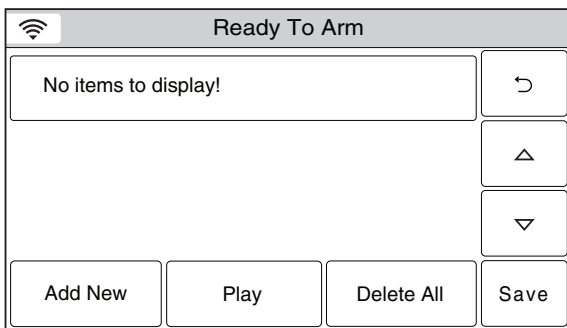 Ready To Arm
No items to display!
Add New
Play
Delete All
Save